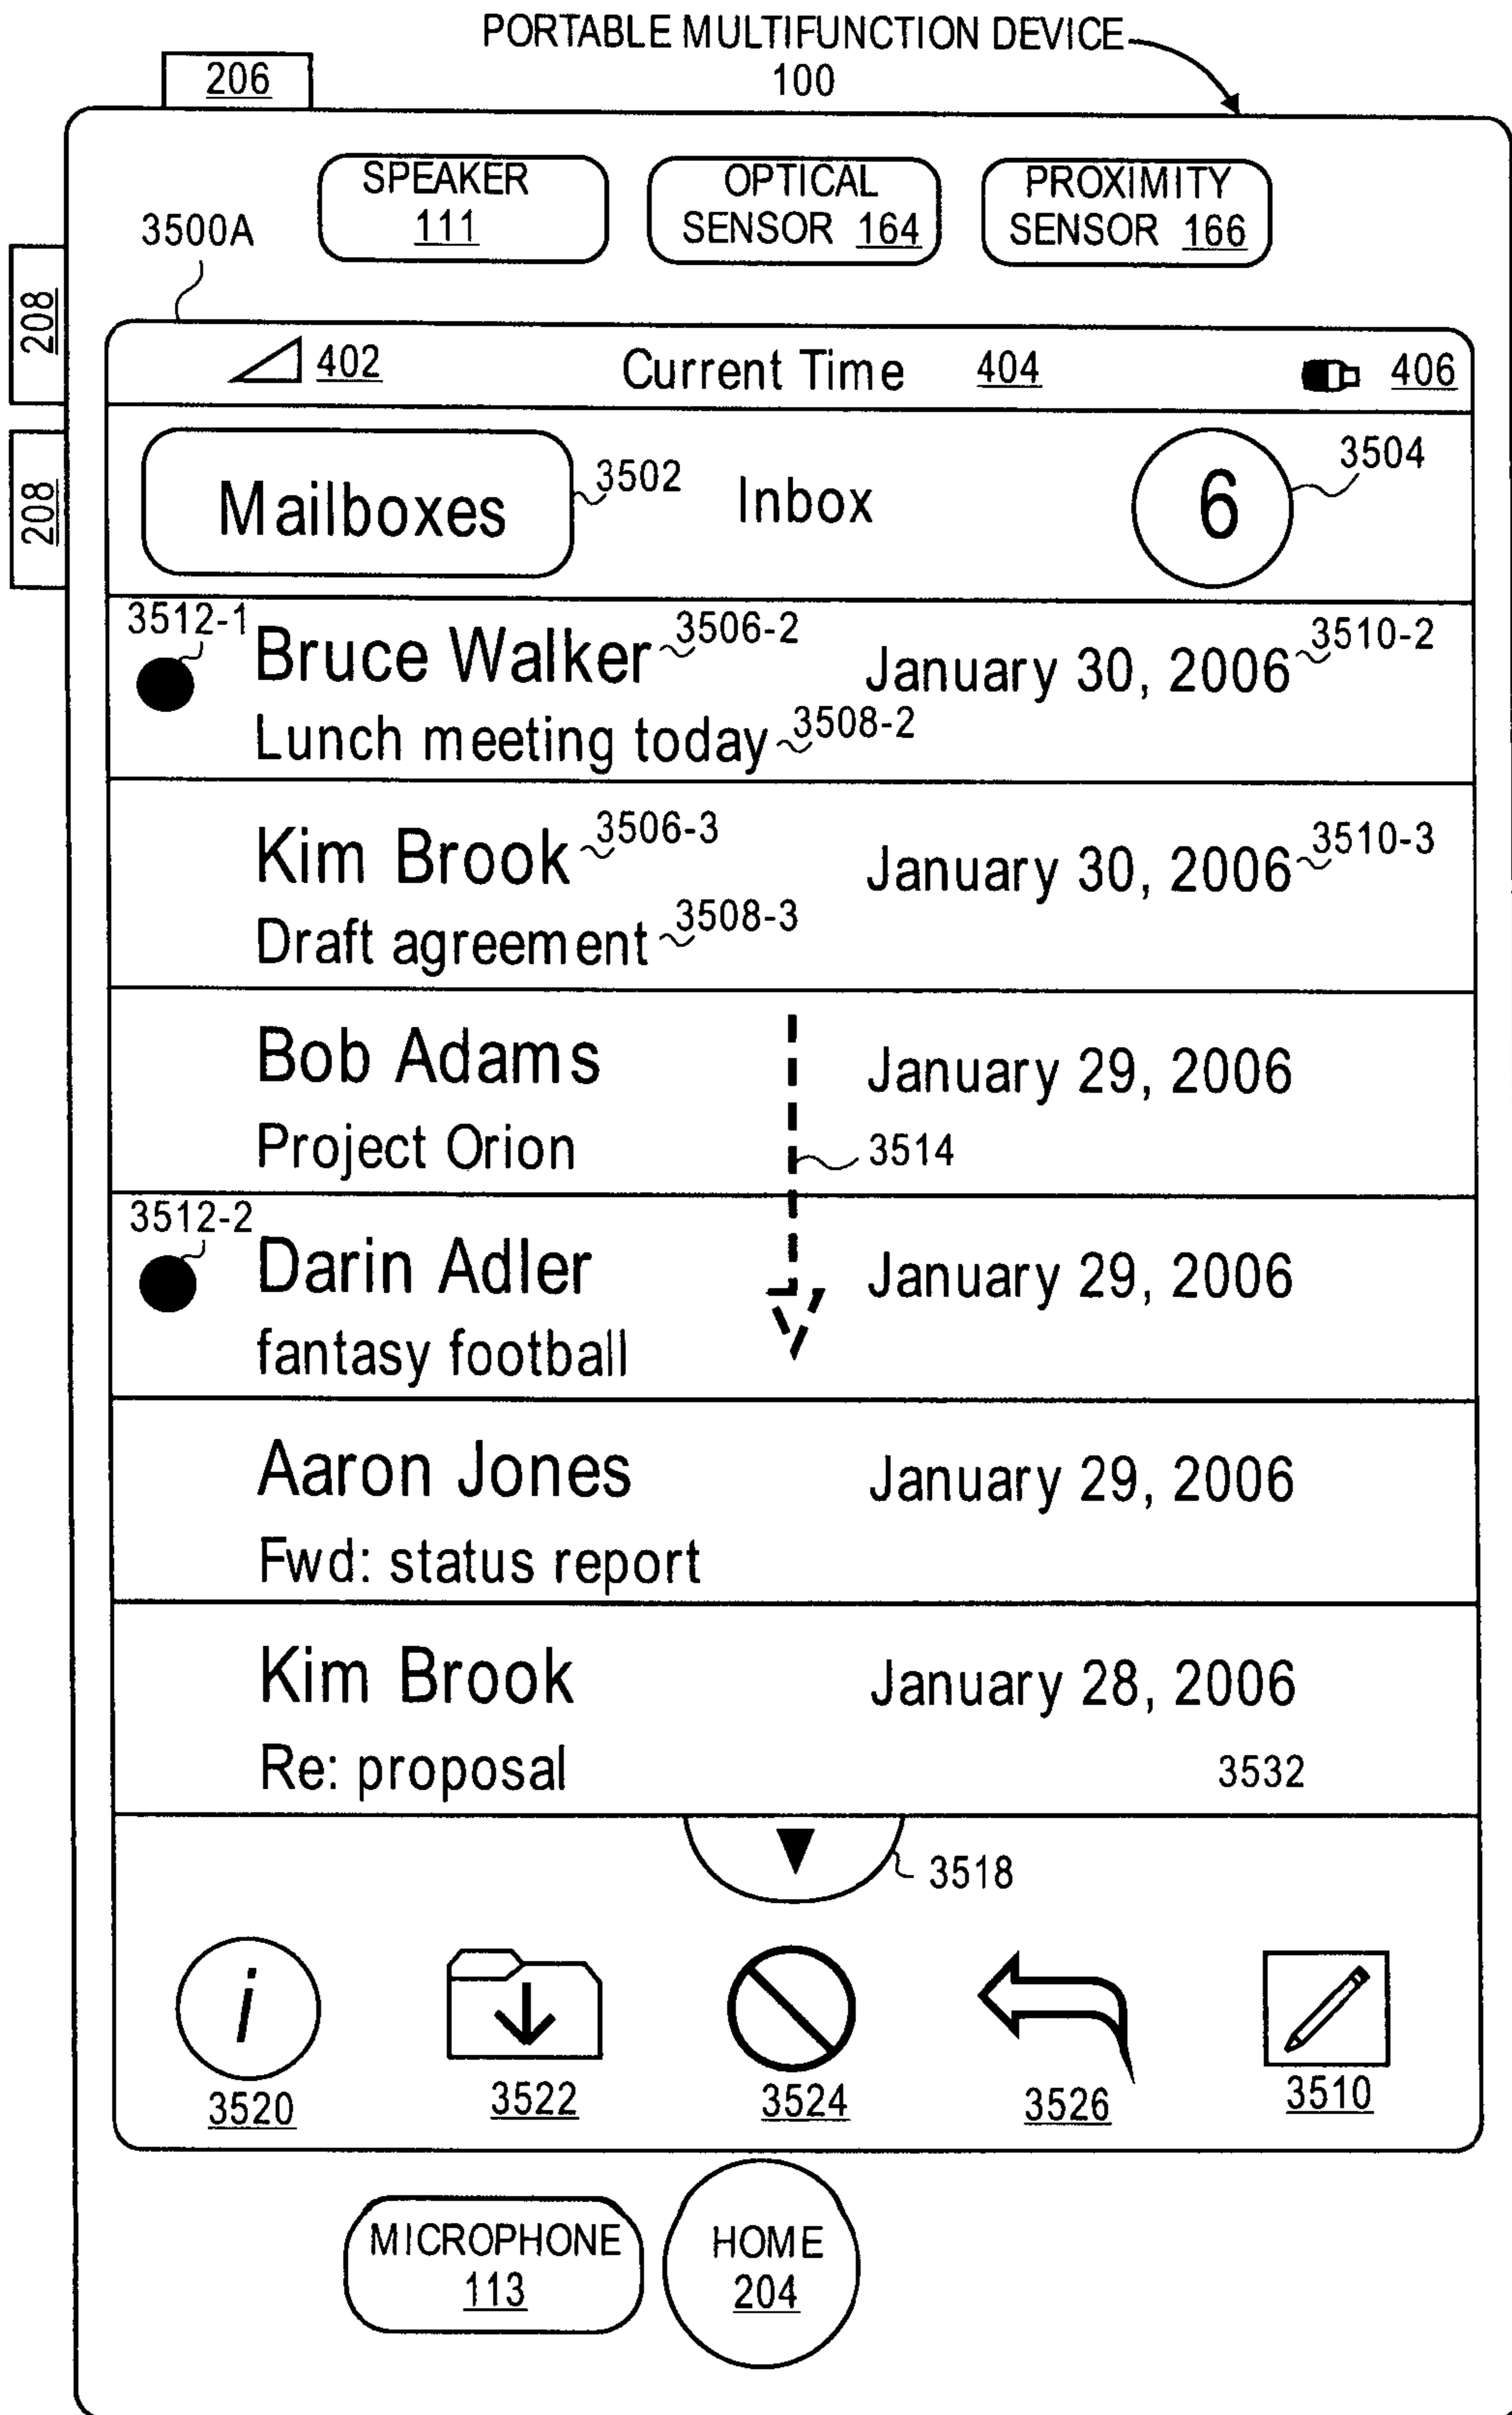 PORTABLE MULTIFUNCTION DEVICE
100
206
SPEAKER
111
OPTICAL
SENSOR 164
PROXIMITY
SENSOR 166
3500A
208
208
402 Current Time 404 406
Mailboxes 3502 Inbox 6 3504
3512-1 Bruce Walker 3506-2 January 30, 2006 3510-2
Lunch meeting today 3508-2
Kim Brook 3506-3 January 30, 2006 3510-3
Draft agreement 3508-3
Bob Adams January 29, 2006
Project Orion 3514
3512-2 Darin Adler January 29, 2006
fantasy football
Aaron Jones January 29, 2006
Fwd: status report
Kim Brook January 28, 2006
Re: proposal 3532
3518
i
3520 3522 3524 3526 3510
MICROPHONE
113
HOME
204